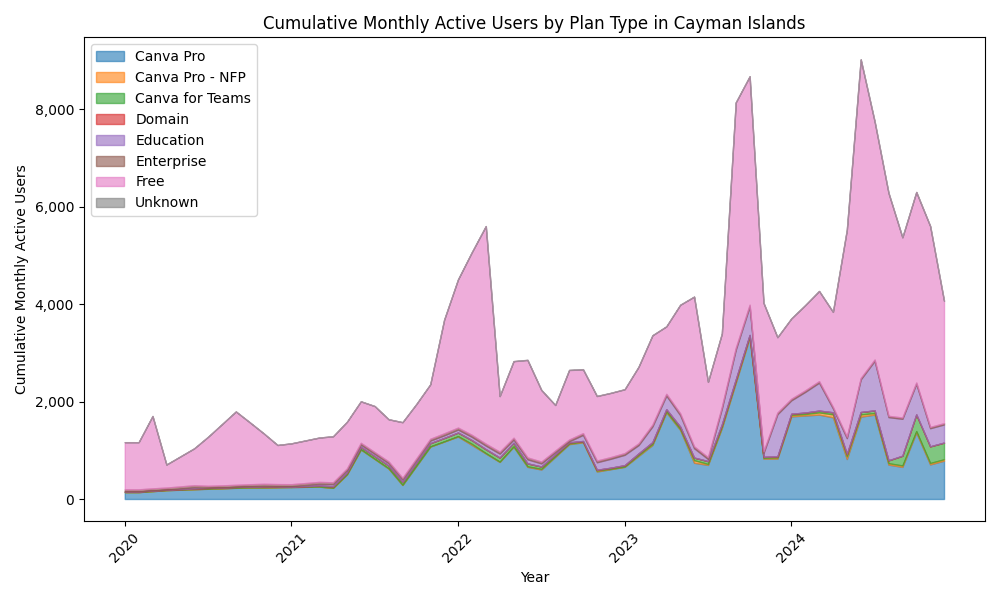 Cumulative Monthly Active Users by Plan Type in Cayman Islands
Canva Pro
Canva Pro - NFP
Canva for Teams
Domain
Education
Enterprise
Free
Unknown
Cumulative Monthly Active Users
8,000
6,000
4,000
2,000
0
2020
2021
2022
2023
2024
Year